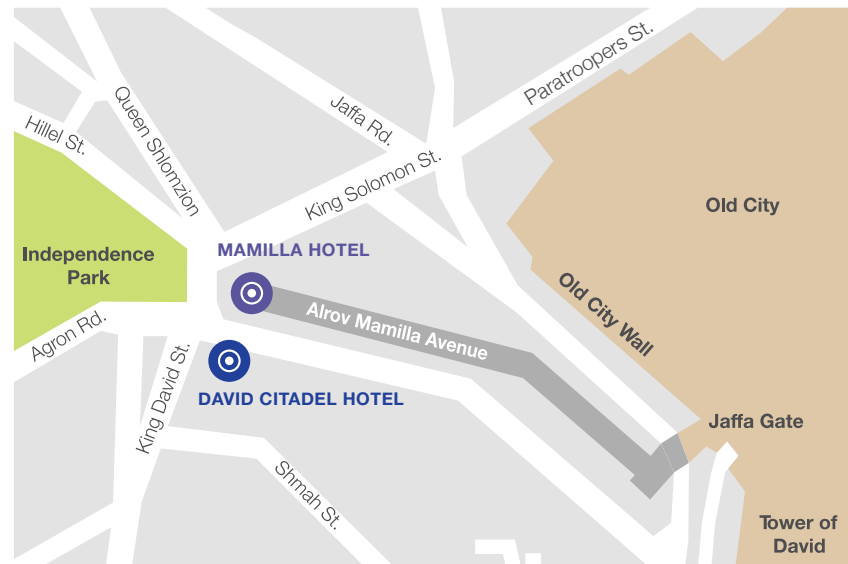 Paratroopers St.
Jaffa Rd.
Queen Shlomzion
Hillel St.
King Solomon St.
Old City
Independence
Park
MAMILLA HOTEL
Old City Wall
Alrov Mamilla Avenue
Agron Rd.
King David St.
DAVID CITADEL HOTEL
Jaffa Gate
Shmah St.
Tower of
David